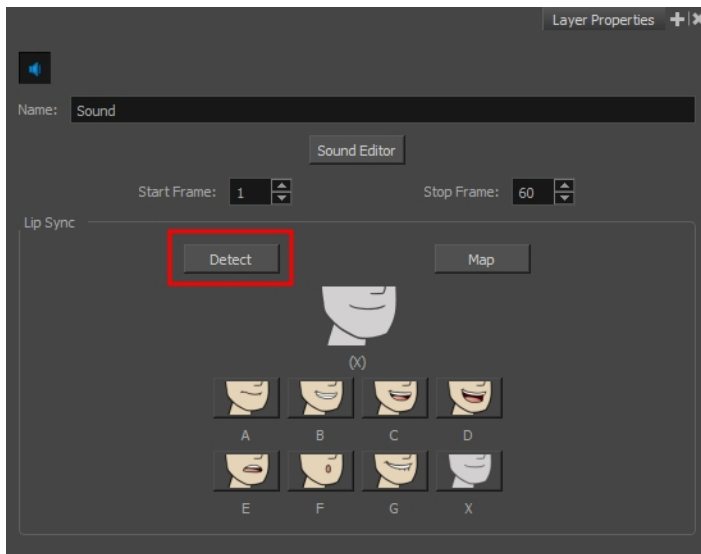 Layer Properties
Name: Sound
Sound Editor
Start Frame: 1 Stop Frame: 60
Lip Sync
Detect Map
(X)
A B C D
E F G X